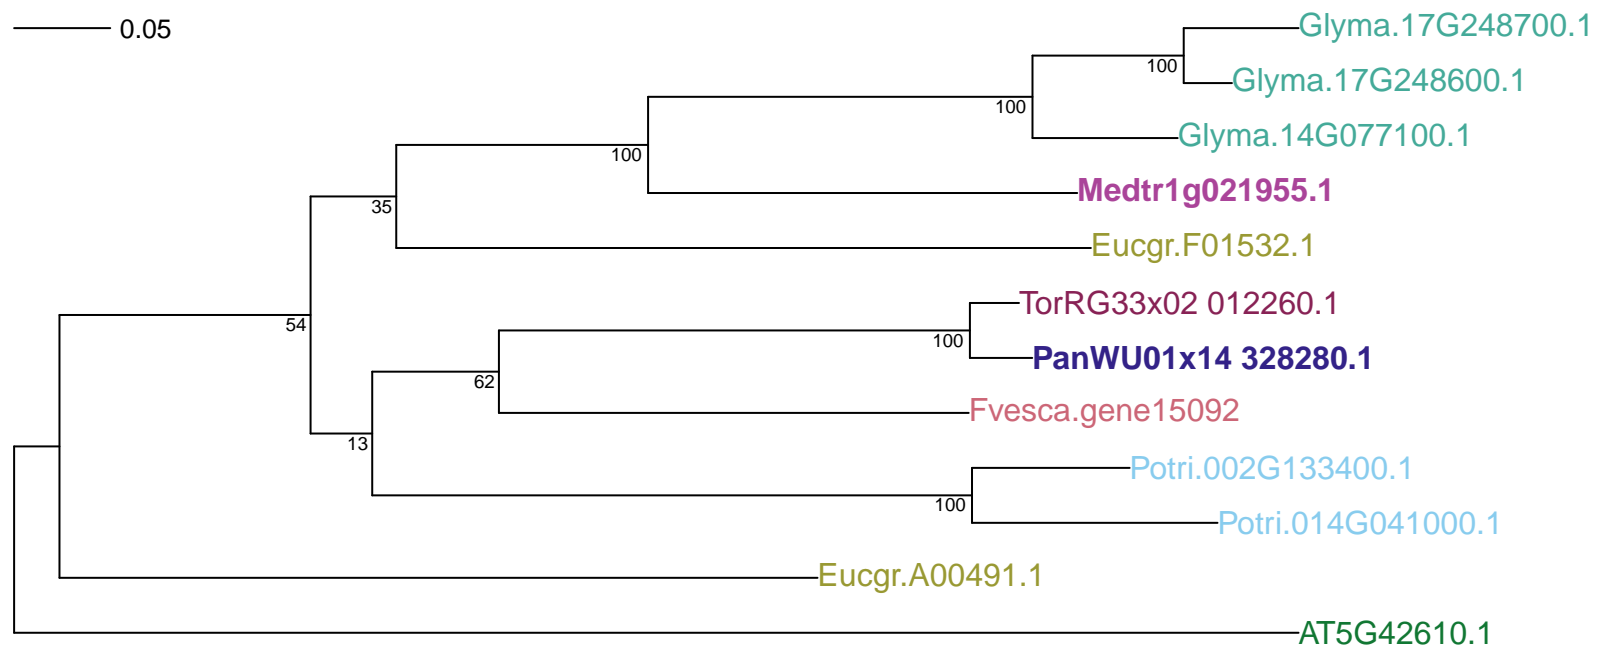 0.05
Glyma.17G248700.1
100
Glyma.17G248600.1
100
Glyma.14G077100.1
100
Medtr1g021955.1
35
Eucgr.F01532.1
TorRG33x02 012260.1
54
100
PanWU01x14 328280.1
62
Fvesca.gene15092
13
Potri.002G133400.1
100
Potri.014G041000.1
Eucgr.A00491.1
AT5G42610.1